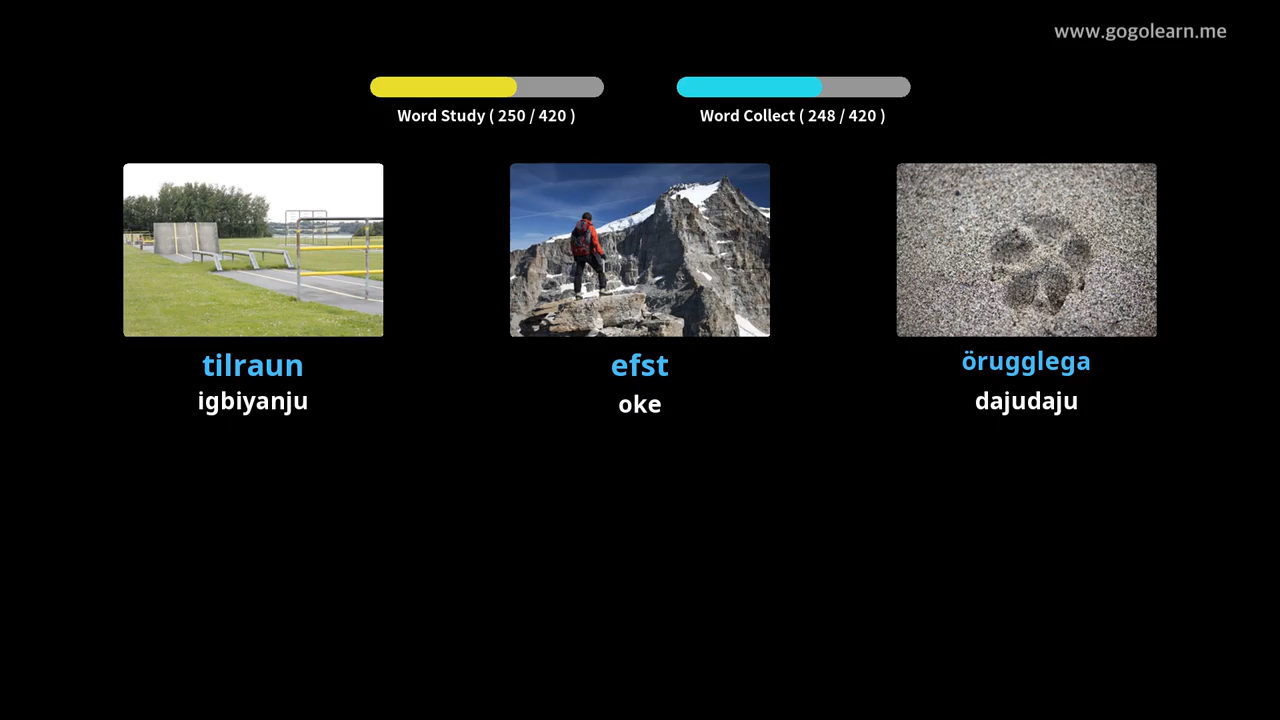 www.gogolearn.me
Word Study ( 250 / 420 )
Word Collect ( 248 / 420 )
tilraun
igbiyanju
efst
oke
örugglega
dajudaju